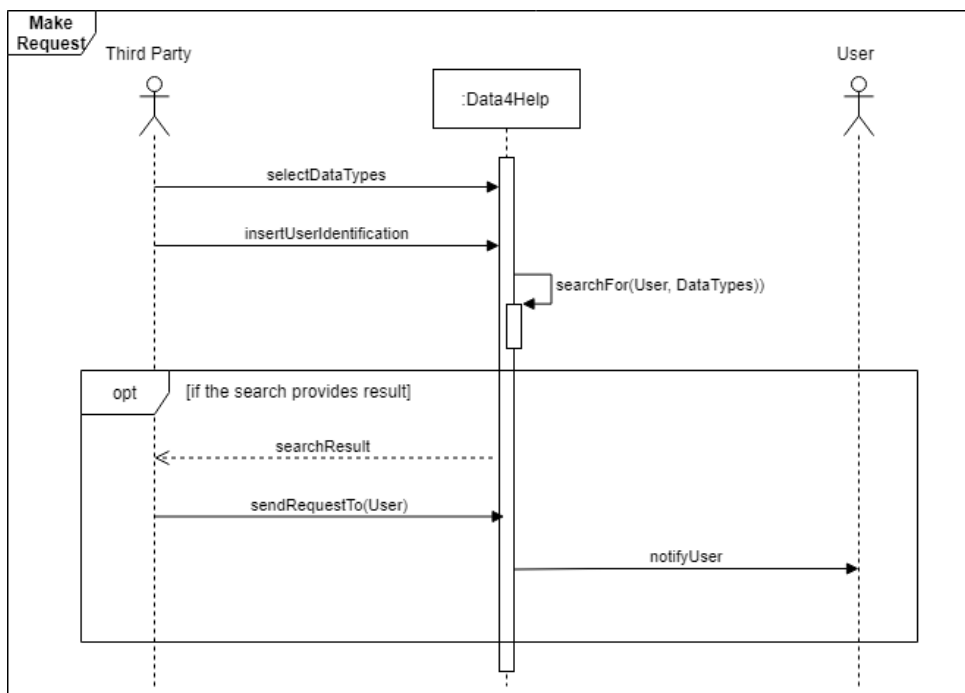 Make
Request
Third Party
User
:Data4Help
selectDataTypes
insertUserIdentification
searchFor(User, DataTypes))
opt
[if the search provides result]
searchResult
sendRequestTo(User)
notifyUser